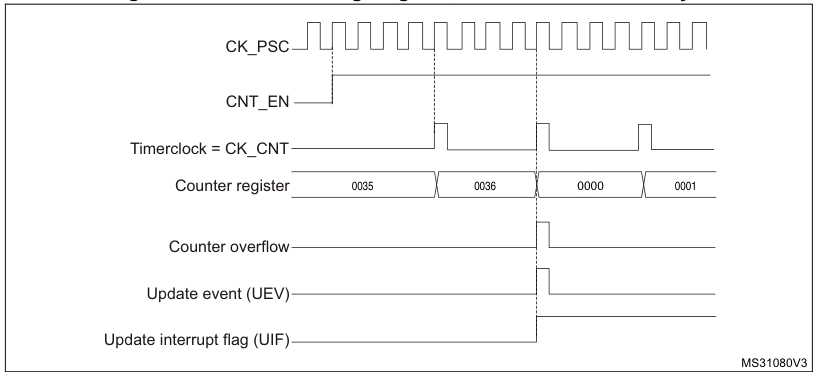 CK_PSC
CNT_EN
Timerclock = CK_CNT
Counter register 0035 0036 0000 0001
Counter overflow
Update event (UEV)
Update interrupt flag (UIF)
MS31080V3